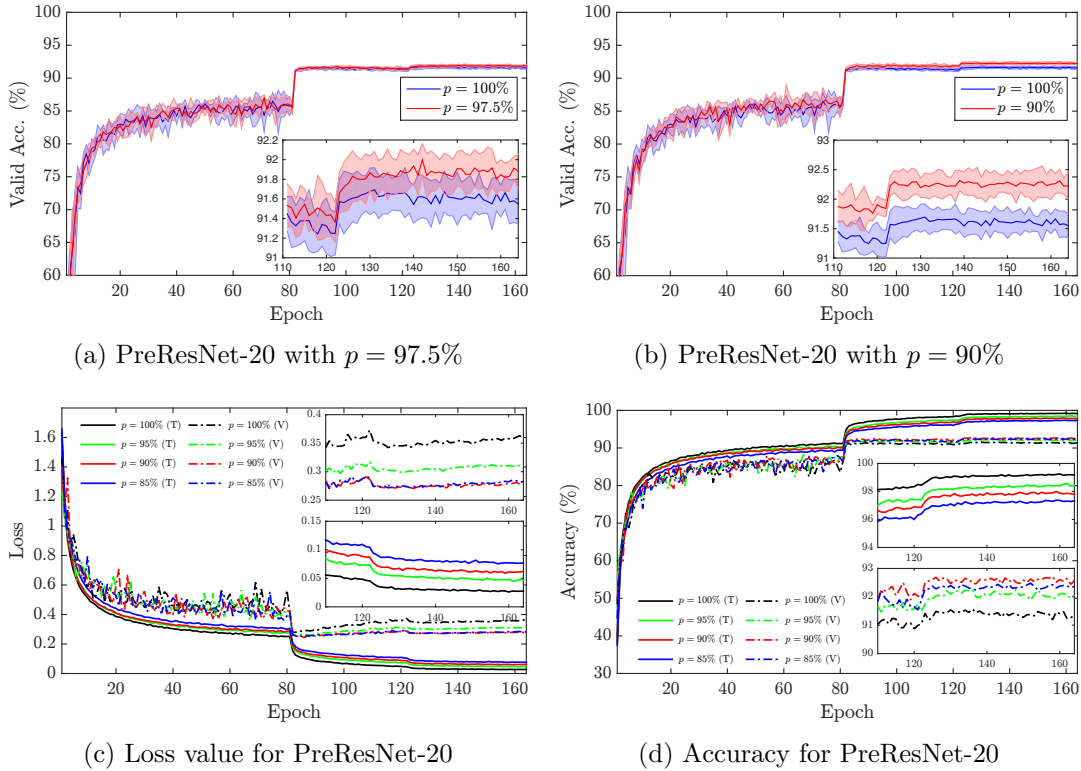 100
95
90
85
80
75
70
65
60
Valid Acc. (%)
p = 100%
p = 97.5%
92
91.8
91.6
91.4
91.2
91
110 120 130 140 150 160
20 40 60 80 100 120 140 160
Epoch
(a) PreResNet-20 with p = 97.5%
100
95
90
85
80
75
70
65
60
Valid Acc. (%)
p = 100%
p = 90%
93
92.5
92
91.5
91
110 120 130 140 150 160
20 40 60 80 100 120 140 160
Epoch
(b) PreResNet-20 with p = 90%
1.6
1.4
1.2
1
0.8
0.6
0.4
0.2
0
Loss
p = 100% (T) p = 100% (V)
p = 95% (T) p = 95% (V)
p = 90% (T) p = 90% (V)
p = 85% (T) p = 85% (V)
0.4
0.35
0.3
0.25
120 140 160
0.15
0.1
0.05
0
120 140 160
20 40 60 80 100 120 140 160
Epoch
(c) Loss value for PreResNet-20
100
90
80
70
60
50
40
30
Accuracy (%)
100
98
96
94
120 140 160
93
92
91
90
120 140 160
p = 100% (T) p = 100% (V)
p = 95% (T) p = 95% (V)
p = 90% (T) p = 90% (V)
p = 85% (T) p = 85% (V)
20 40 60 80 100 120 140 160
Epoch
(d) Accuracy for PreResNet-20